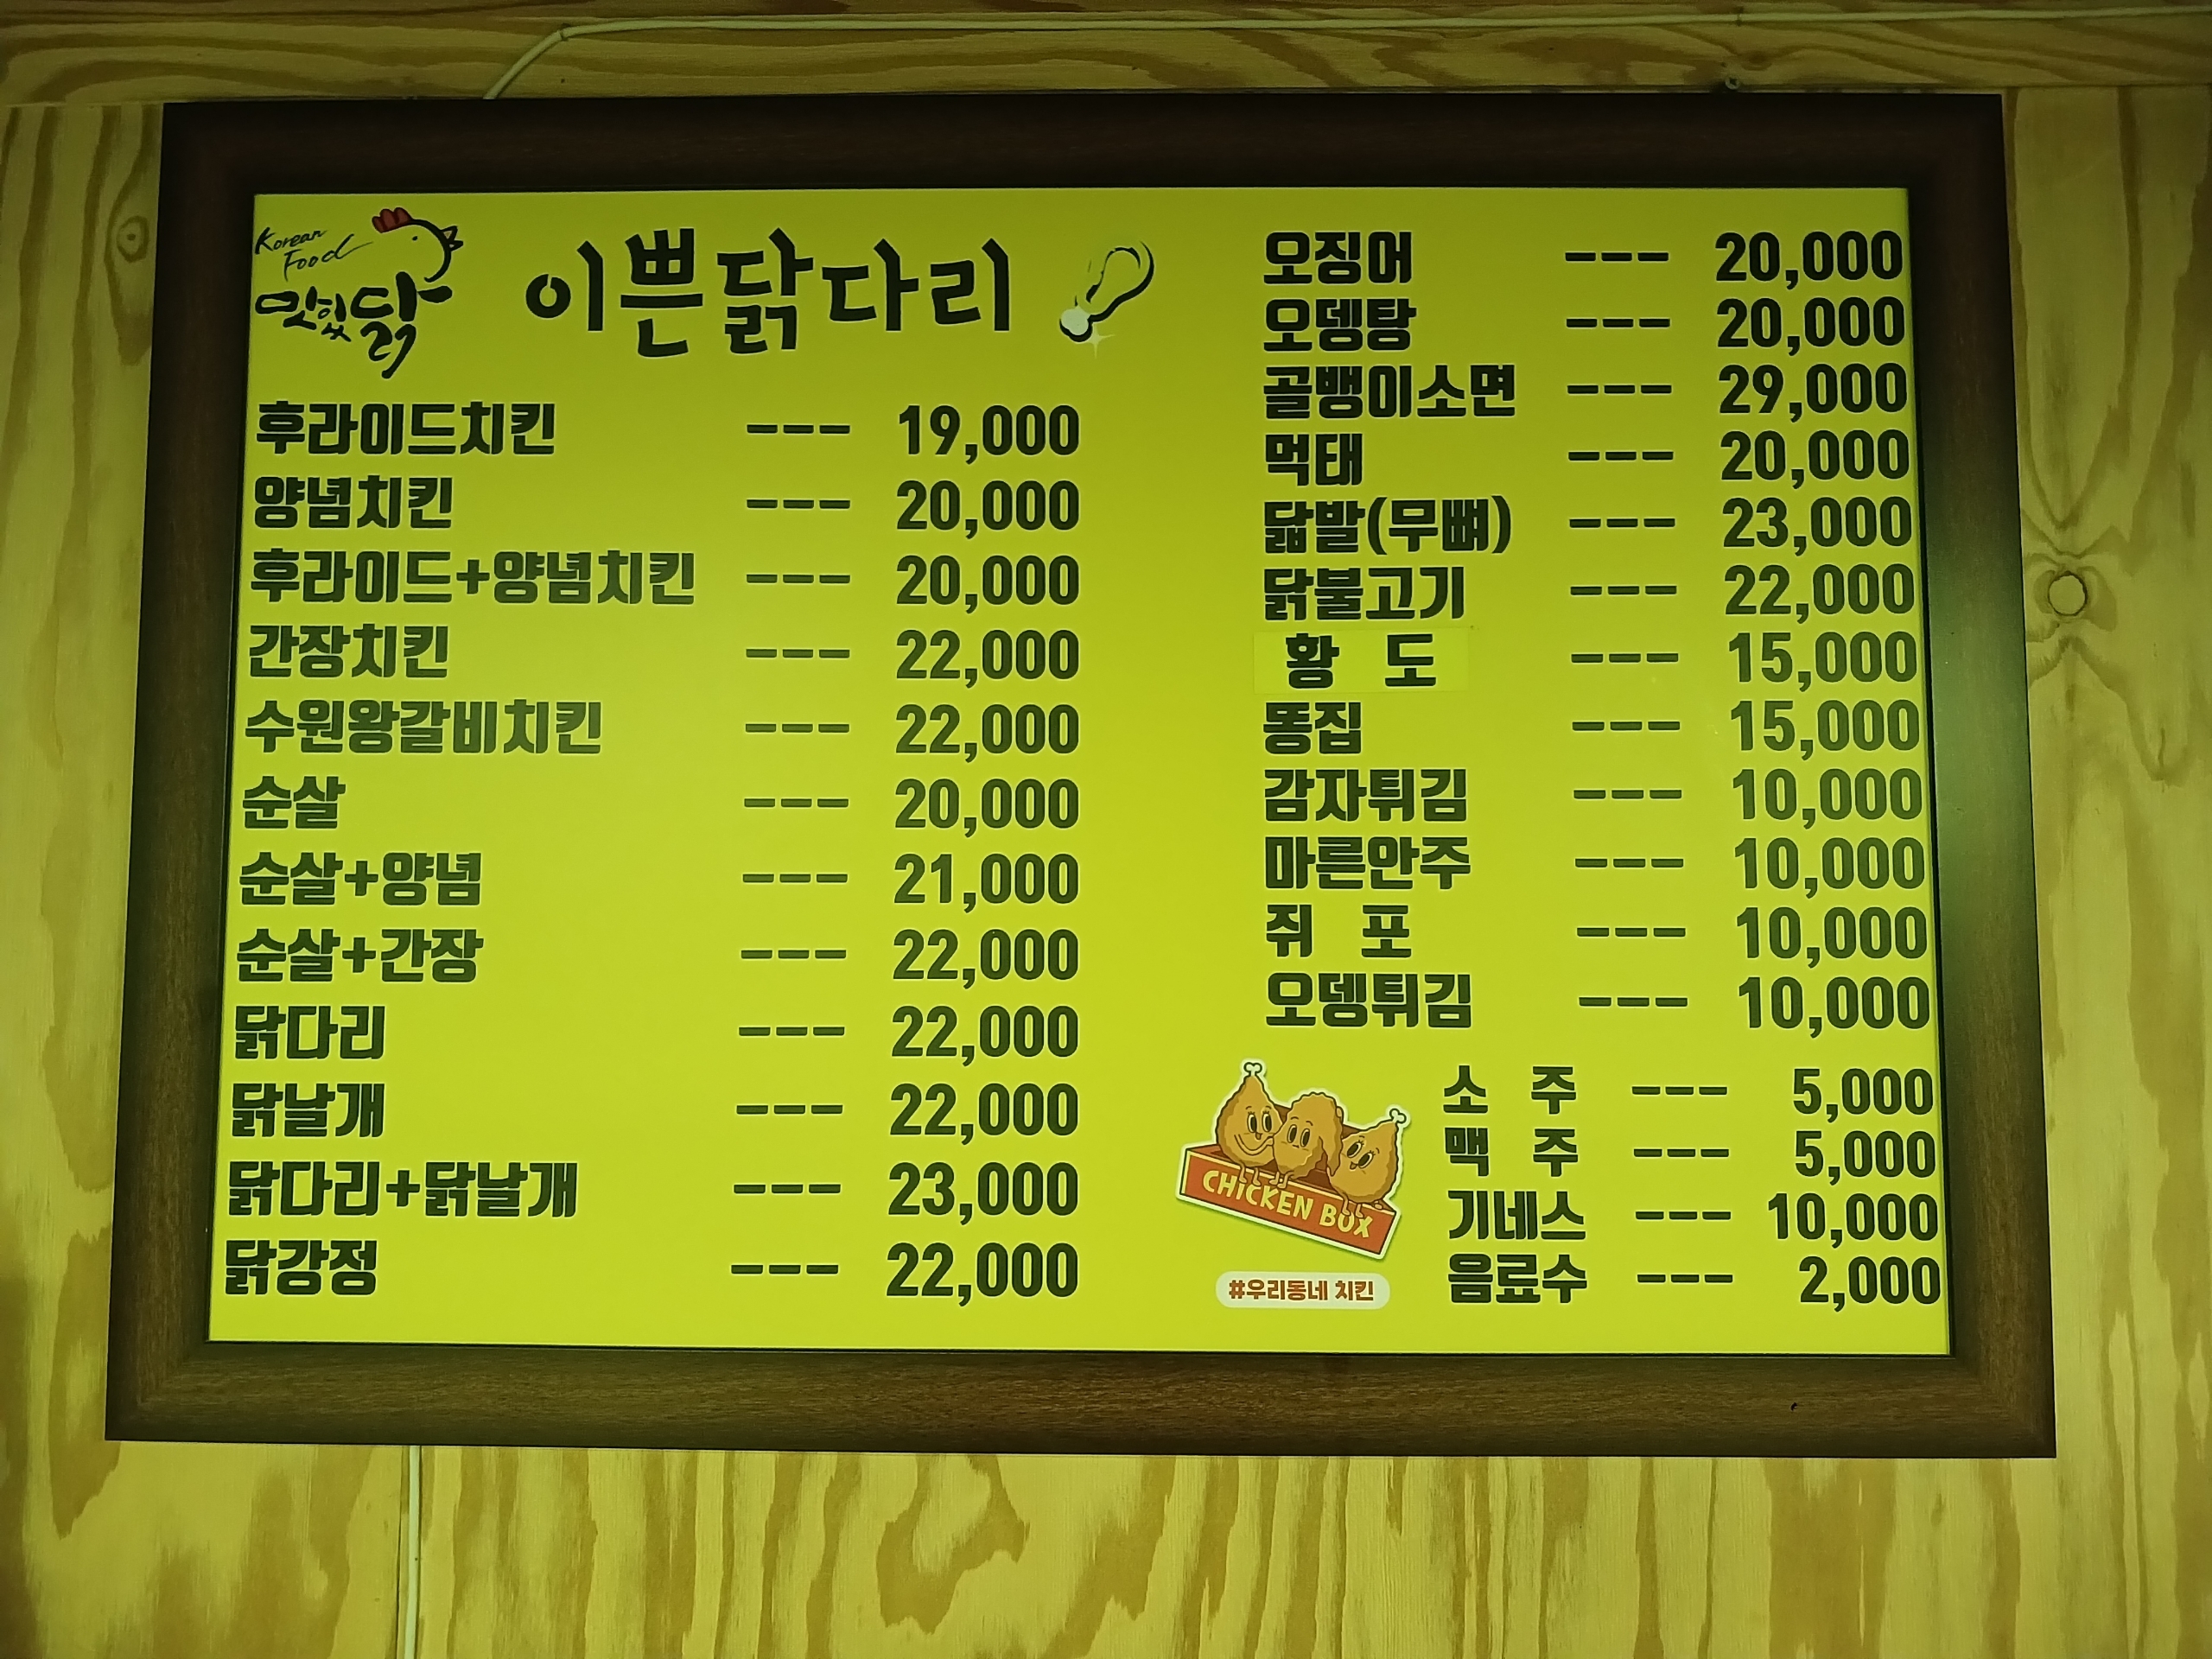 Korean
Food
맛있닭
이쁜닭다리
후라이드치킨 --- 19,000
양념치킨 --- 20,000
후라이드+양념치킨 --- 20,000
간장치킨 --- 22,000
수원왕갈비치킨 --- 22,000
순살 --- 20,000
순살+양념 --- 21,000
순살+간장 --- 22,000
닭다리 --- 22,000
닭날개 --- 22,000
닭다리+닭날개 --- 23,000
닭강정 --- 22,000
오징어 --- 20,000
오뎅탕 --- 20,000
골뱅이소면 --- 29,000
먹태 --- 20,000
닯발(무뼈) --- 23,000
닭불고기 --- 22,000
황 도 --- 15,000
똥집 --- 15,000
감자튀김 --- 10,000
마른안주 --- 10,000
쥐 포 --- 10,000
오뎅튀김 --- 10,000
소 주 --- 5,000
맥 주 --- 5,000
기네스 --- 10,000
음료수 --- 2,000
CHICKEN BOX
#우리동네 치킨